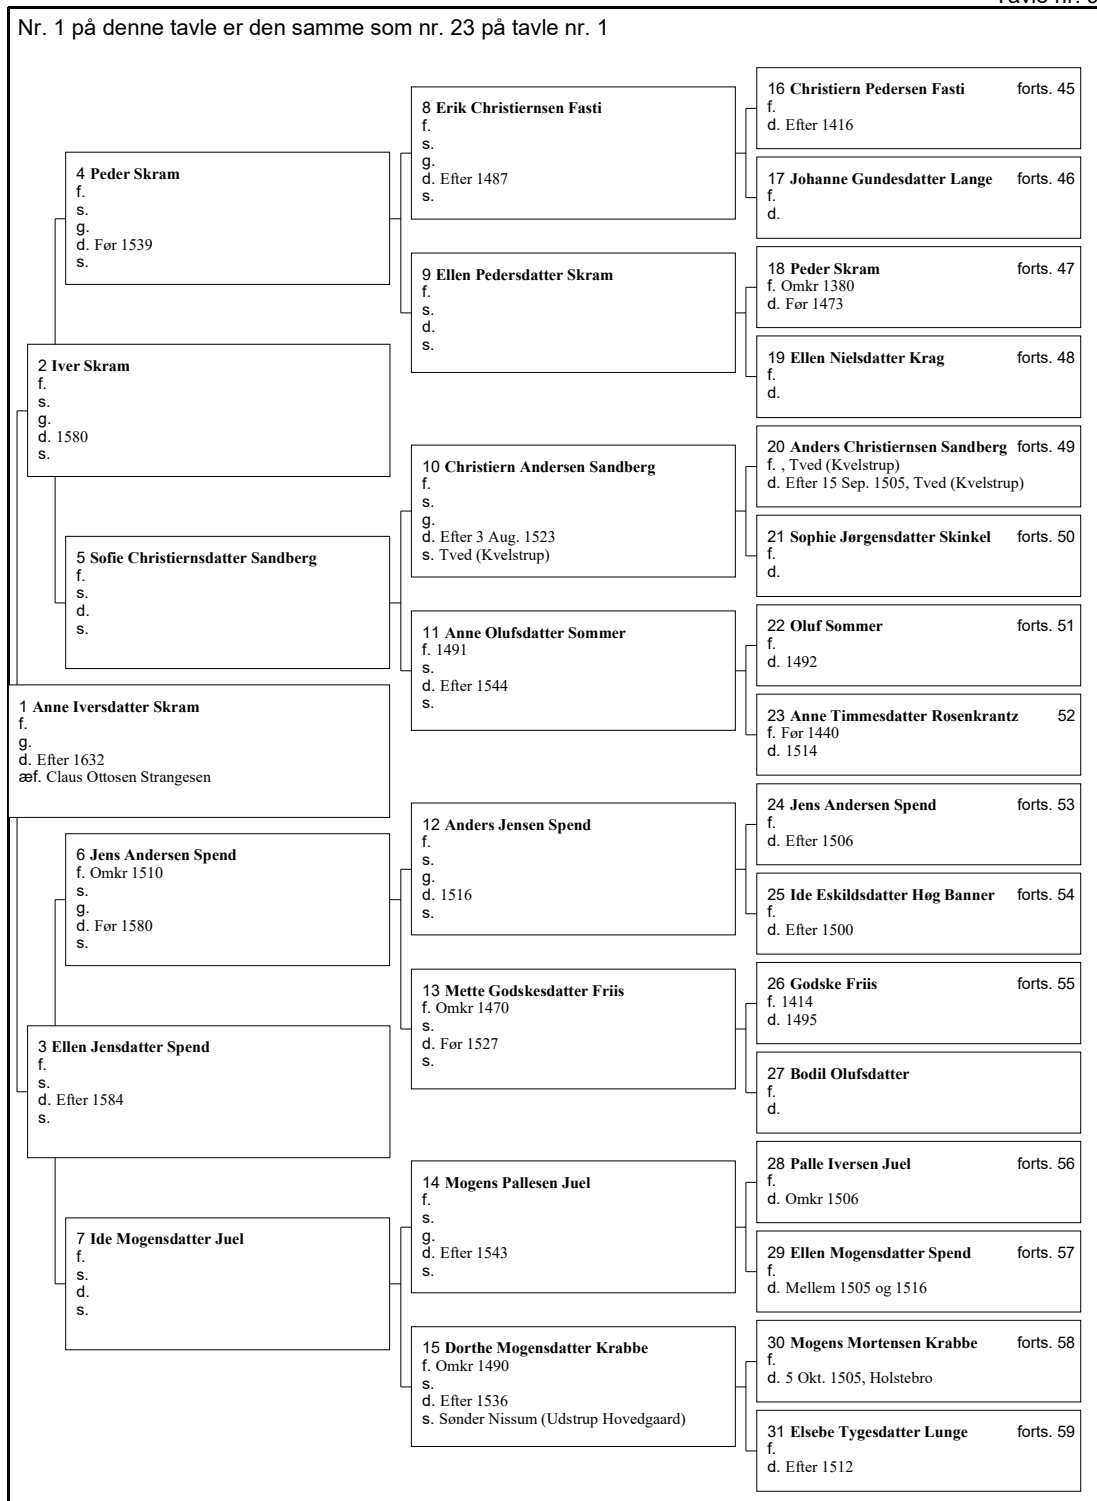 Nr. 1 på denne tavle er den samme som nr. 23 på tavle nr. 1
16 Christiern Pedersen Fasti forts. 45
f.
d. Efter 1416
8 Erik Christiernsen Fasti
f.
s.
g.
d. Efter 1487
s.
17 Johanne Gundesdatter Lange forts. 46
f.
d.
4 Peder Skram
f.
s.
g.
d. Før 1539
s.
18 Peder Skram forts. 47
f. Omkr 1380
d. Før 1473
9 Ellen Pedersdatter Skram
f.
s.
d.
s.
19 Ellen Nielsdatter Krag forts. 48
f.
d.
2 Iver Skram
f.
s.
g.
d. 1580
s.
20 Anders Christiernsen Sandberg forts. 49
f. , Tved (Kvelstrup)
d. Efter 15 Sep. 1505, Tved (Kvelstrup)
10 Christiern Andersen Sandberg
f.
s.
g.
d. Efter 3 Aug. 1523
s. Tved (Kvelstrup)
21 Sophie Jørgensdatter Skinkel forts. 50
f.
d.
5 Sofie Christiernsdatter Sandberg
f.
s.
d.
s.
22 Oluf Sommer forts. 51
f.
d. 1492
11 Anne Olufsdatter Sommer
f. 1491
s.
d. Efter 1544
s.
23 Anne Timmesdatter Rosenkrantz 52
f. Før 1440
d. 1514
1 Anne Iversdatter Skram
f.
g.
d. Efter 1632
æf. Claus Ottosen Strangesen
24 Jens Andersen Spend forts. 53
f.
d. Efter 1506
12 Anders Jensen Spend
f.
s.
g.
d. 1516
s.
25 Ide Eskildsdatter Høg Banner forts. 54
f.
d. Efter 1500
6 Jens Andersen Spend
f. Omkr 1510
s.
g.
d. Før 1580
s.
26 Godske Friis forts. 55
f. 1414
d. 1495
13 Mette Godskesdatter Friis
f. Omkr 1470
s.
d. Før 1527
s.
27 Bodil Olufsdatter
f.
d.
3 Ellen Jensdatter Spend
f.
s.
d. Efter 1584
s.
28 Palle Iversen Juel forts. 56
f.
d. Omkr 1506
14 Mogens Pallesen Juel
f.
s.
g.
d. Efter 1543
s.
29 Ellen Mogensdatter Spend forts. 57
f.
d. Mellem 1505 og 1516
7 Ide Mogensdatter Juel
f.
s.
d.
s.
30 Mogens Mortensen Krabbe forts. 58
f.
d. 5 Okt. 1505, Holstebro
15 Dorthe Mogensdatter Krabbe
f. Omkr 1490
s.
d. Efter 1536
s. Sønder Nissum (Udstrup Hovedgaard)
31 Elsebe Tygesdatter Lunge forts. 59
f.
d. Efter 1512